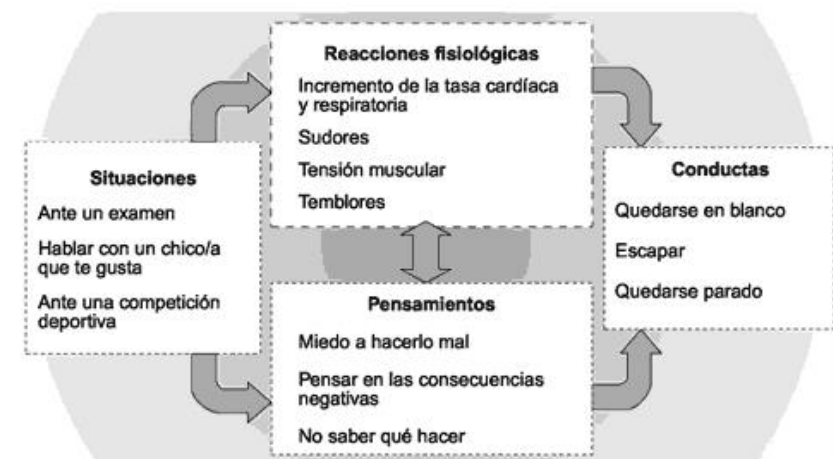 Reacciones fisiológicas
Incremento de la tasa cardíaca
y respiratoria
Sudores
Tensión muscular
Temblores
Situaciones
Ante un examen
Hablar con un chico/a
que te gusta
Ante una competición
deportiva
Conductas
Quedarse en blanco
Escapar
Quedarse parado
Pensamientos
Miedo a hacerlo mal
Pensar en las consecuencias
negativas
No saber qué hacer